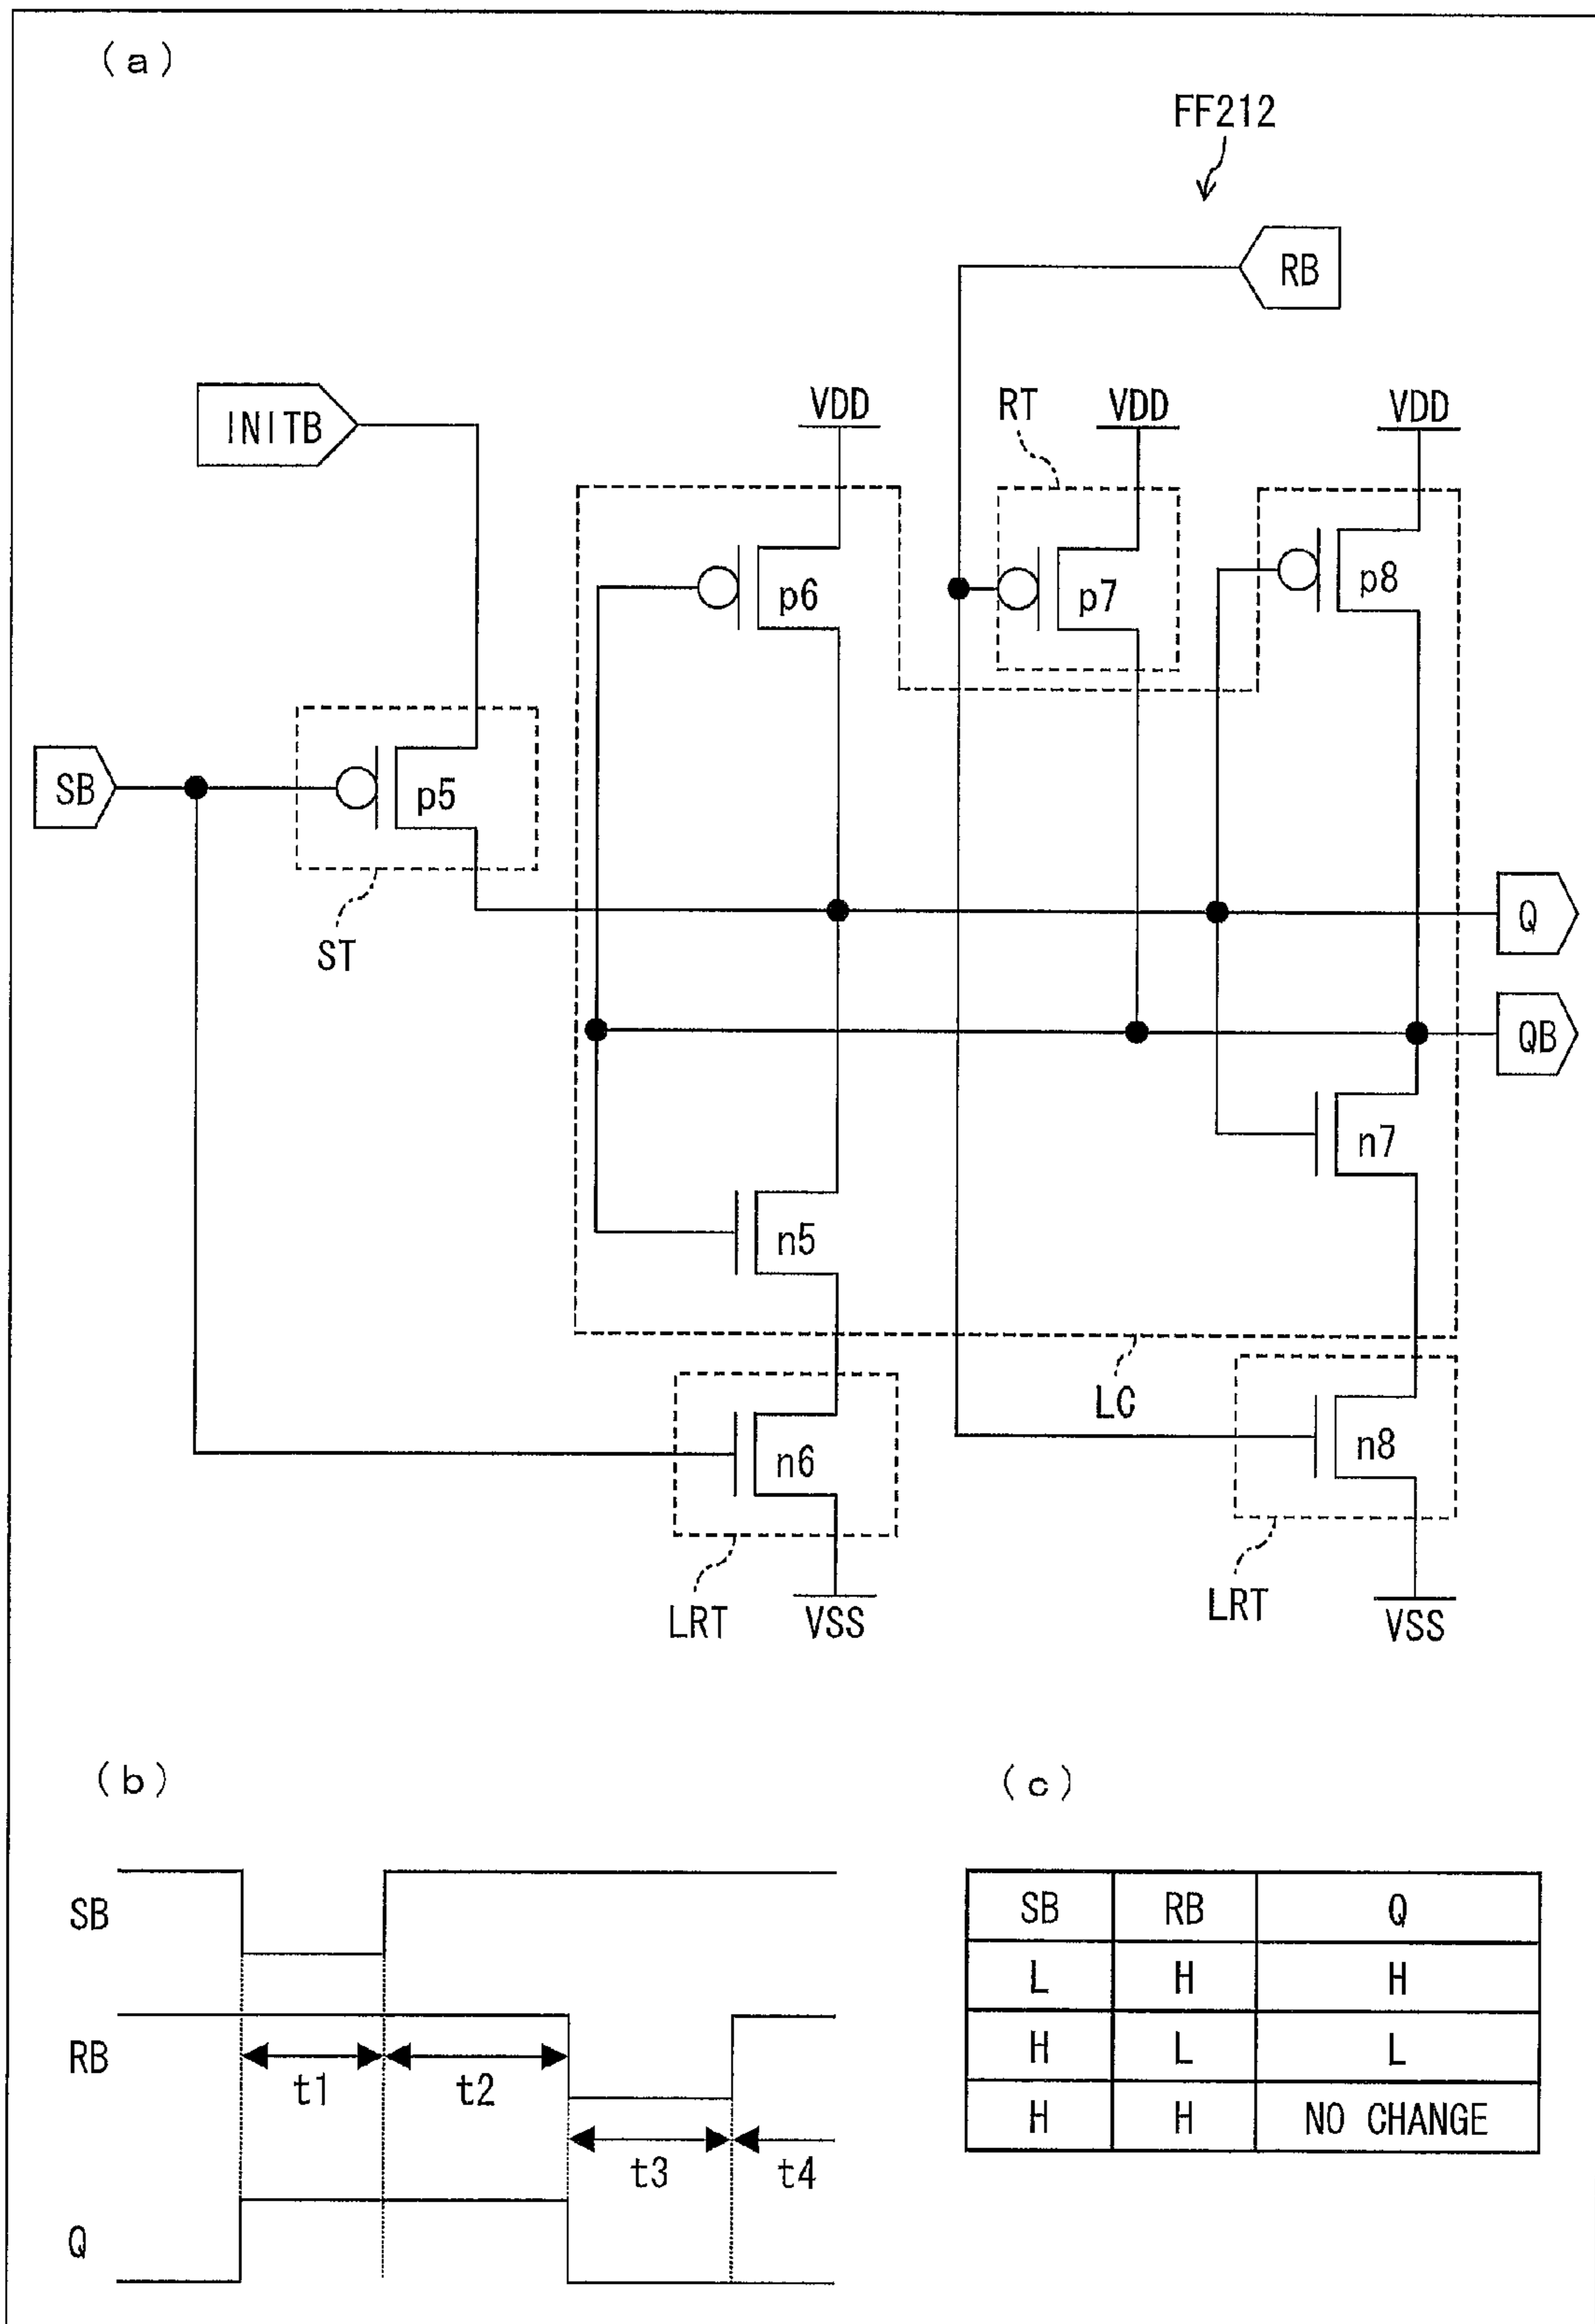 (a)
FF212
RB
INITB
VDD
RT
VDD
VDD
p6
p7
p8
SB
p5
ST
Q
QB
n7
n5
LC
n6
n8
LRT
VSS
LRT
VSS
(b)
(c)
SB
RB
t1
t2
t3
t4
Q
SB RB Q
L H H
H L L
H H NO CHANGE